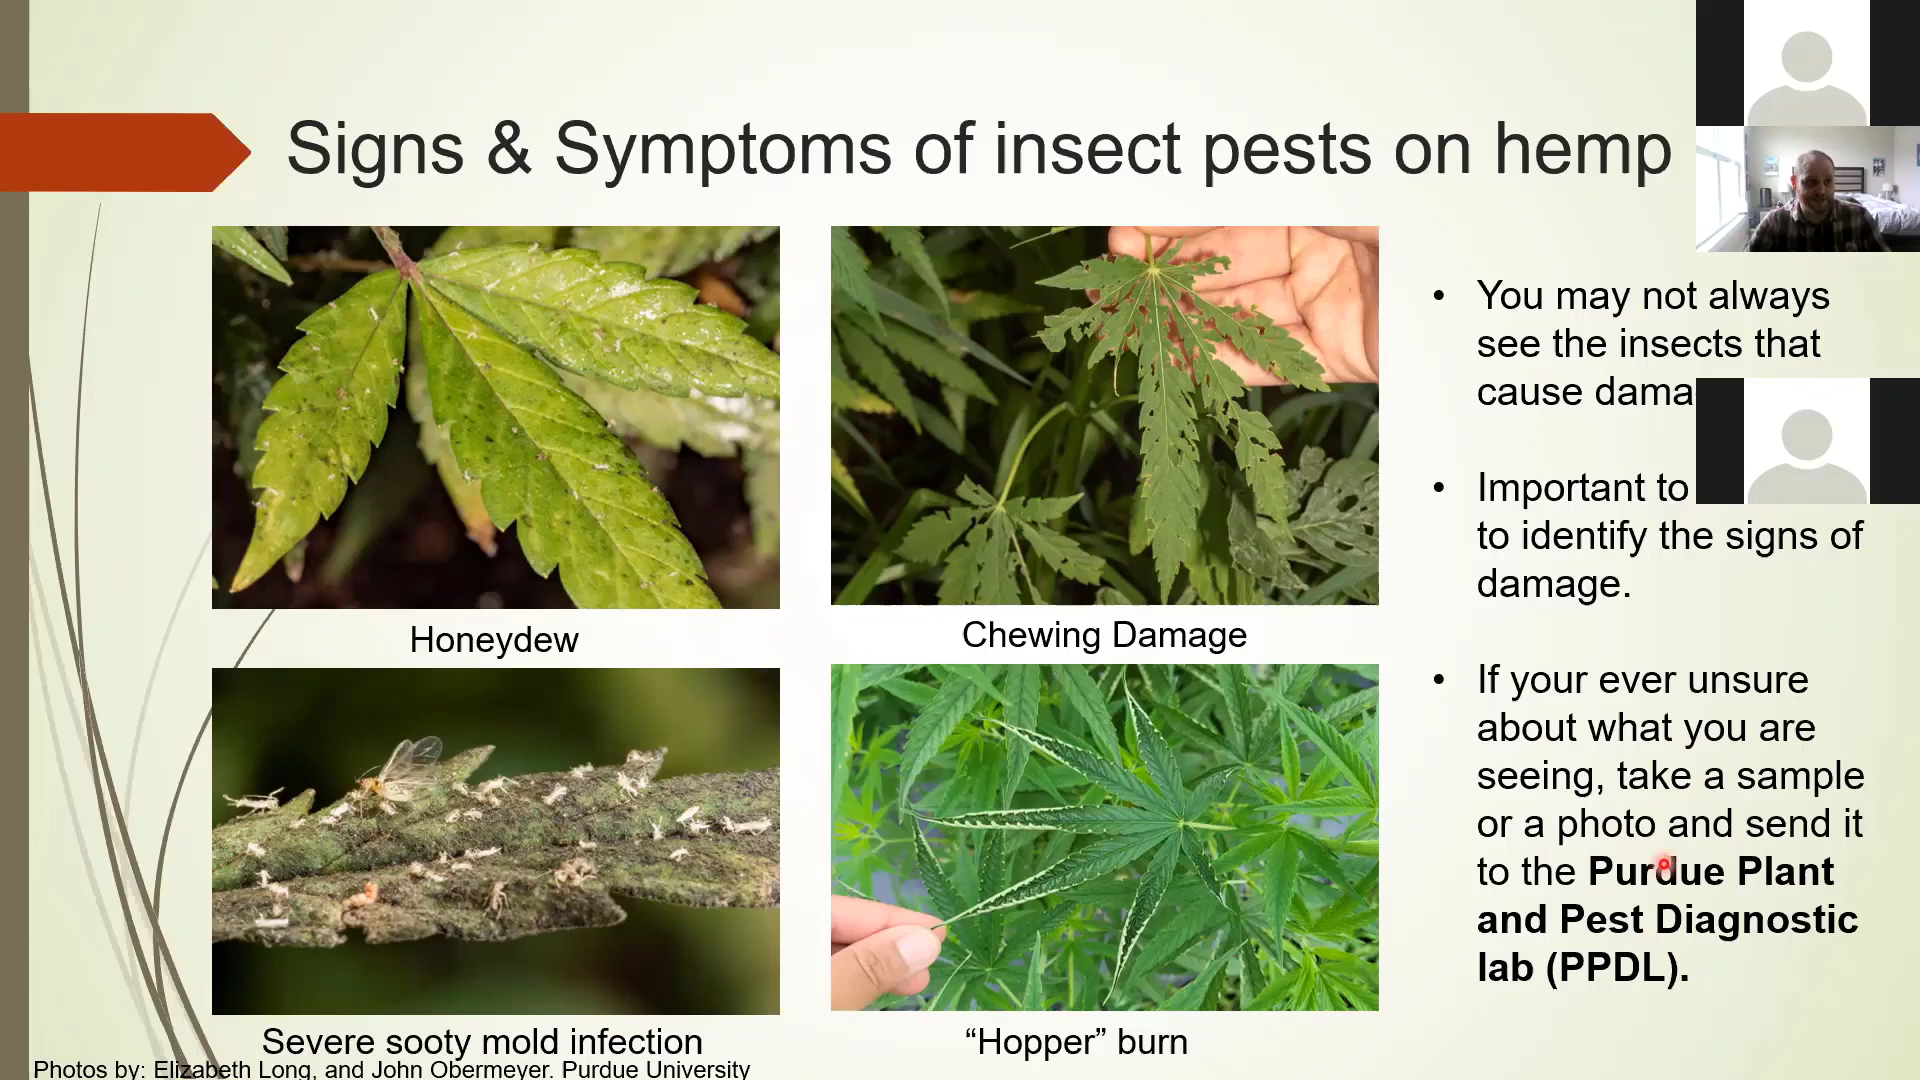 Signs & Symptoms of insect pests on hemp
Honeydew
Chewing Damage
Severe sooty mold infection
“Hopper” burn
Photos by: Elizabeth Long, and John Obermeyer. Purdue University
• You may not always
see the insects that
cause
• Important to
to identify the signs of
damage.
• If your ever unsure
about what you are
seeing, take a sample
or a photo and send it
to the Purdue Plant
and Pest Diagnostic
lab (PPDL).